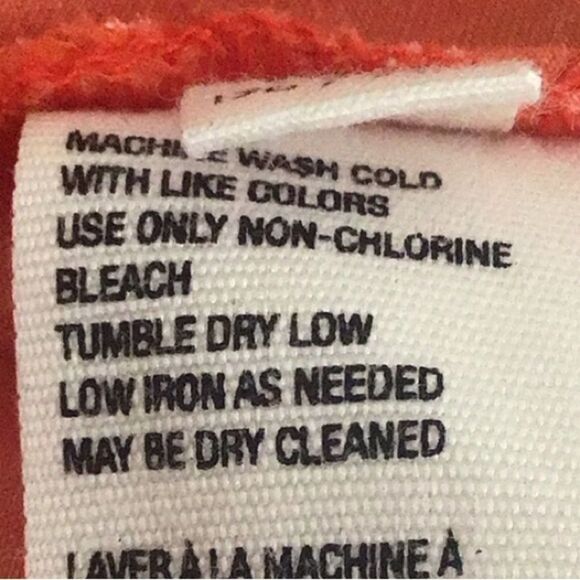 MACHINE WASH COLD
WITH LIKE COLORS
USE ONLY NON-CHLORINE
BLEACH
TUMBLE DRY LOW
LOW IRON AS NEEDED
MAY BE DRY CLEANED
LAVER À LA MACHINE À